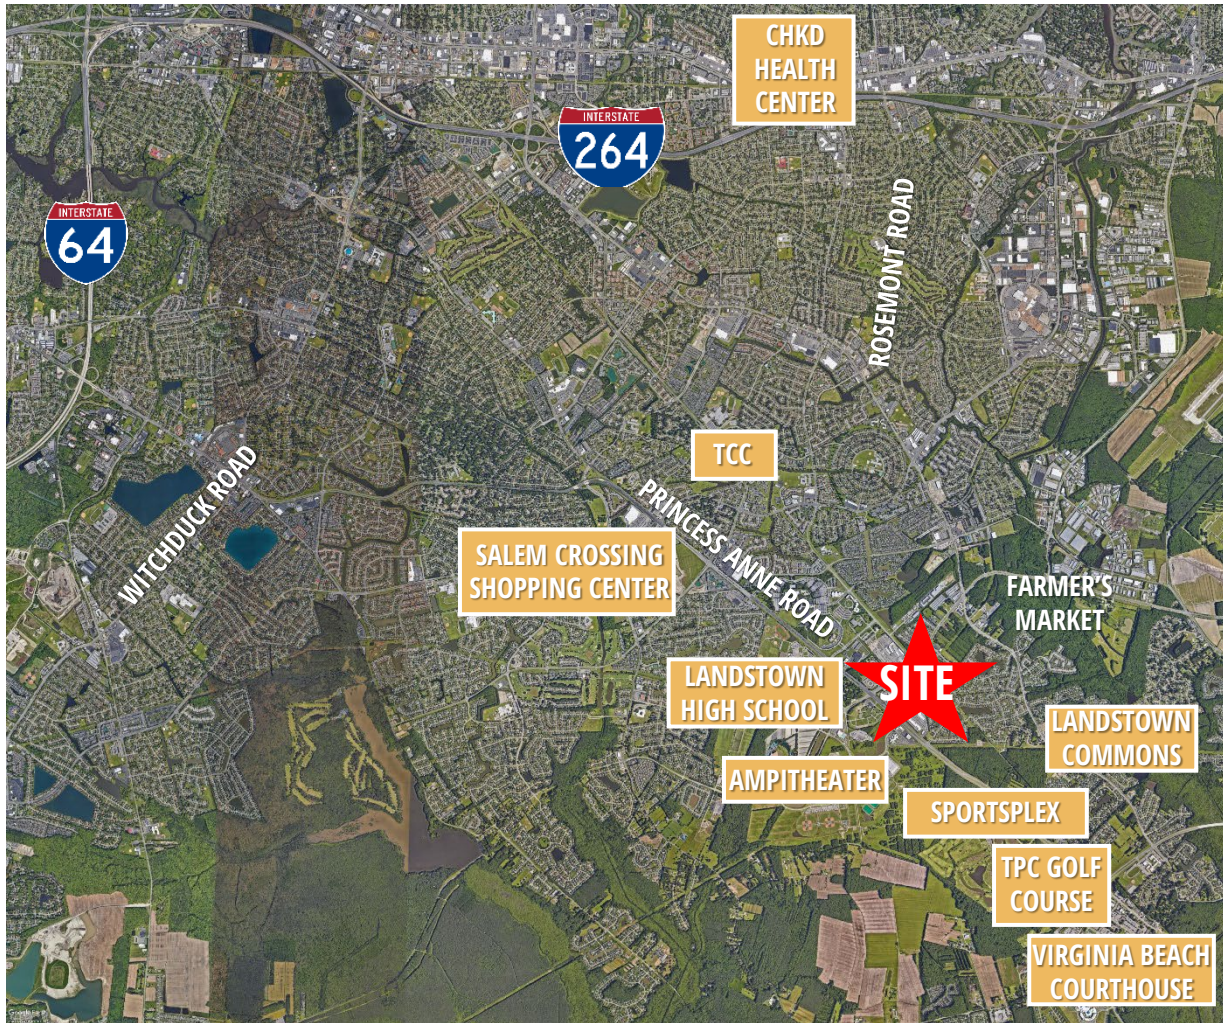 CHKD
HEALTH
CENTER
INTERSTATE
264
INTERSTATE
64
ROSEMONT ROAD
TCC
WITCHDUCK ROAD
PRINCESS ANNE ROAD
SALEM CROSSING
SHOPPING CENTER
FARMER'S
MARKET
SITE
LANDSTOWN
HIGH SCHOOL
LANDSTOWN
COMMONS
AMPITHEATER
SPORTSPLEX
TPC GOLF
COURSE
VIRGINIA BEACH
COURTHOUSE